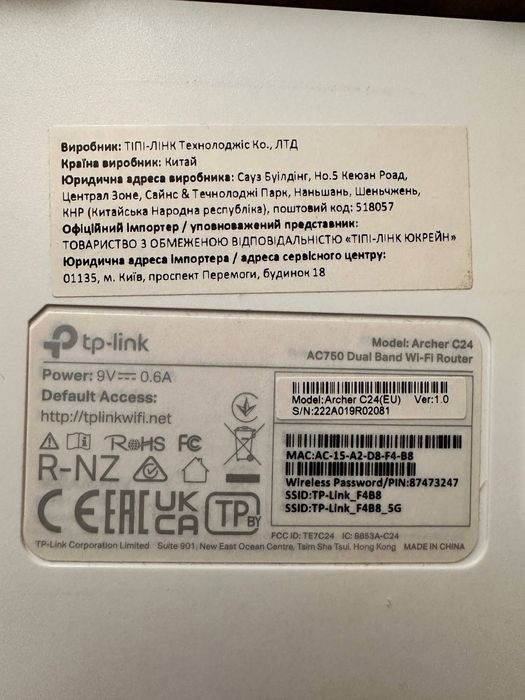 Виробник: ТІПІ-ЛІНК Технолоджіс Ко., ЛТД
Країна виробник: Китай
Юридична адреса виробника: Сауз Буілдінг, Но.5 Кеюан Роад,
Централ Зоне, Сайнс & Течнолоджі Парк, Наньшань, Шеньчжень,
КНР (Китайська Народна республіка), поштовий код: 518057
Офіційний Імпортер / уповноважений представник:
ТОВАРИСТВО З ОБМЕЖЕНОЮ ВІДПОВІДАЛЬНІСТЮ «ТІПІ-ЛІНК ЮКРЕЙН»
Юридична адреса Імпортера / адреса сервісного центру:
01135, м. Київ, проспект Перемоги, будинок 18
tp-link
Model: Archer C24
AC750 Dual Band Wi-Fi Router
Power: 9V 0.6A
Default Access:
http://tplinkwifi.net
Model:Archer C24(EU) Ver:1.0
S/N:222A019R02081
RoHS FC
R-NZ
MAC:AC-15-A2-D8-F4-B8
Wireless Password/PIN:87473247
SSID:TP-Link_F4B8
SSID:TP-Link_F4B8_5G
CE EAC UK CA TP BY
FCC ID: TE7C24 IC: 8853A-C24
TP-Link Corporation Limited Suite 901, New East Ocean Centre, Tsim Sha Tsui, Hong Kong MADE IN CHINA